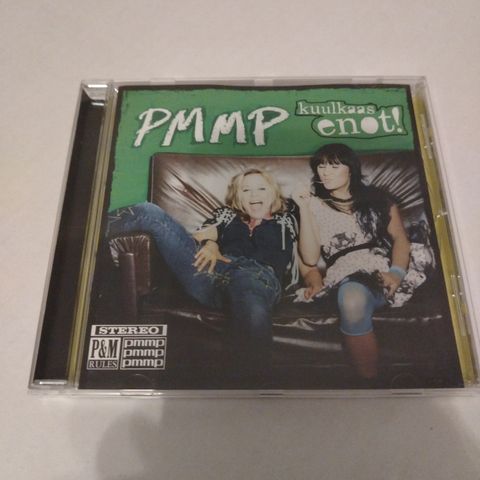 PMMP
kuulkaas
enot!
STEREO
P&M
RULES
pmmp
pmmp
pmmp